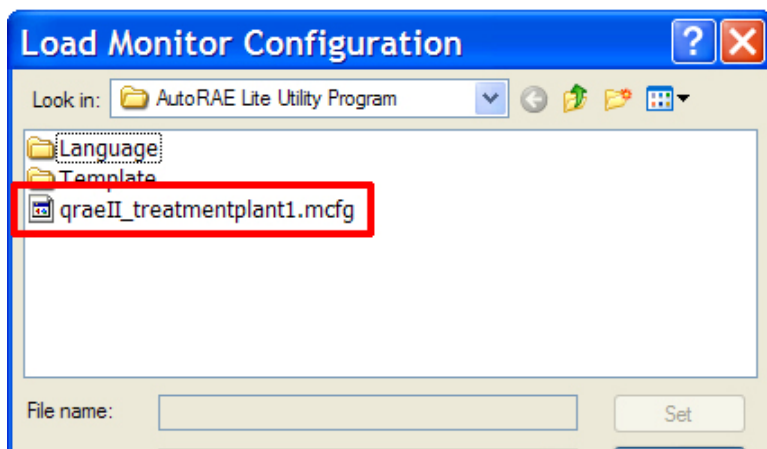 Load Monitor Configuration
Look in: AutoRAE Lite Utility Program
Language
Template
qraeII_treatmentplant1.mcfg
File name:
Set